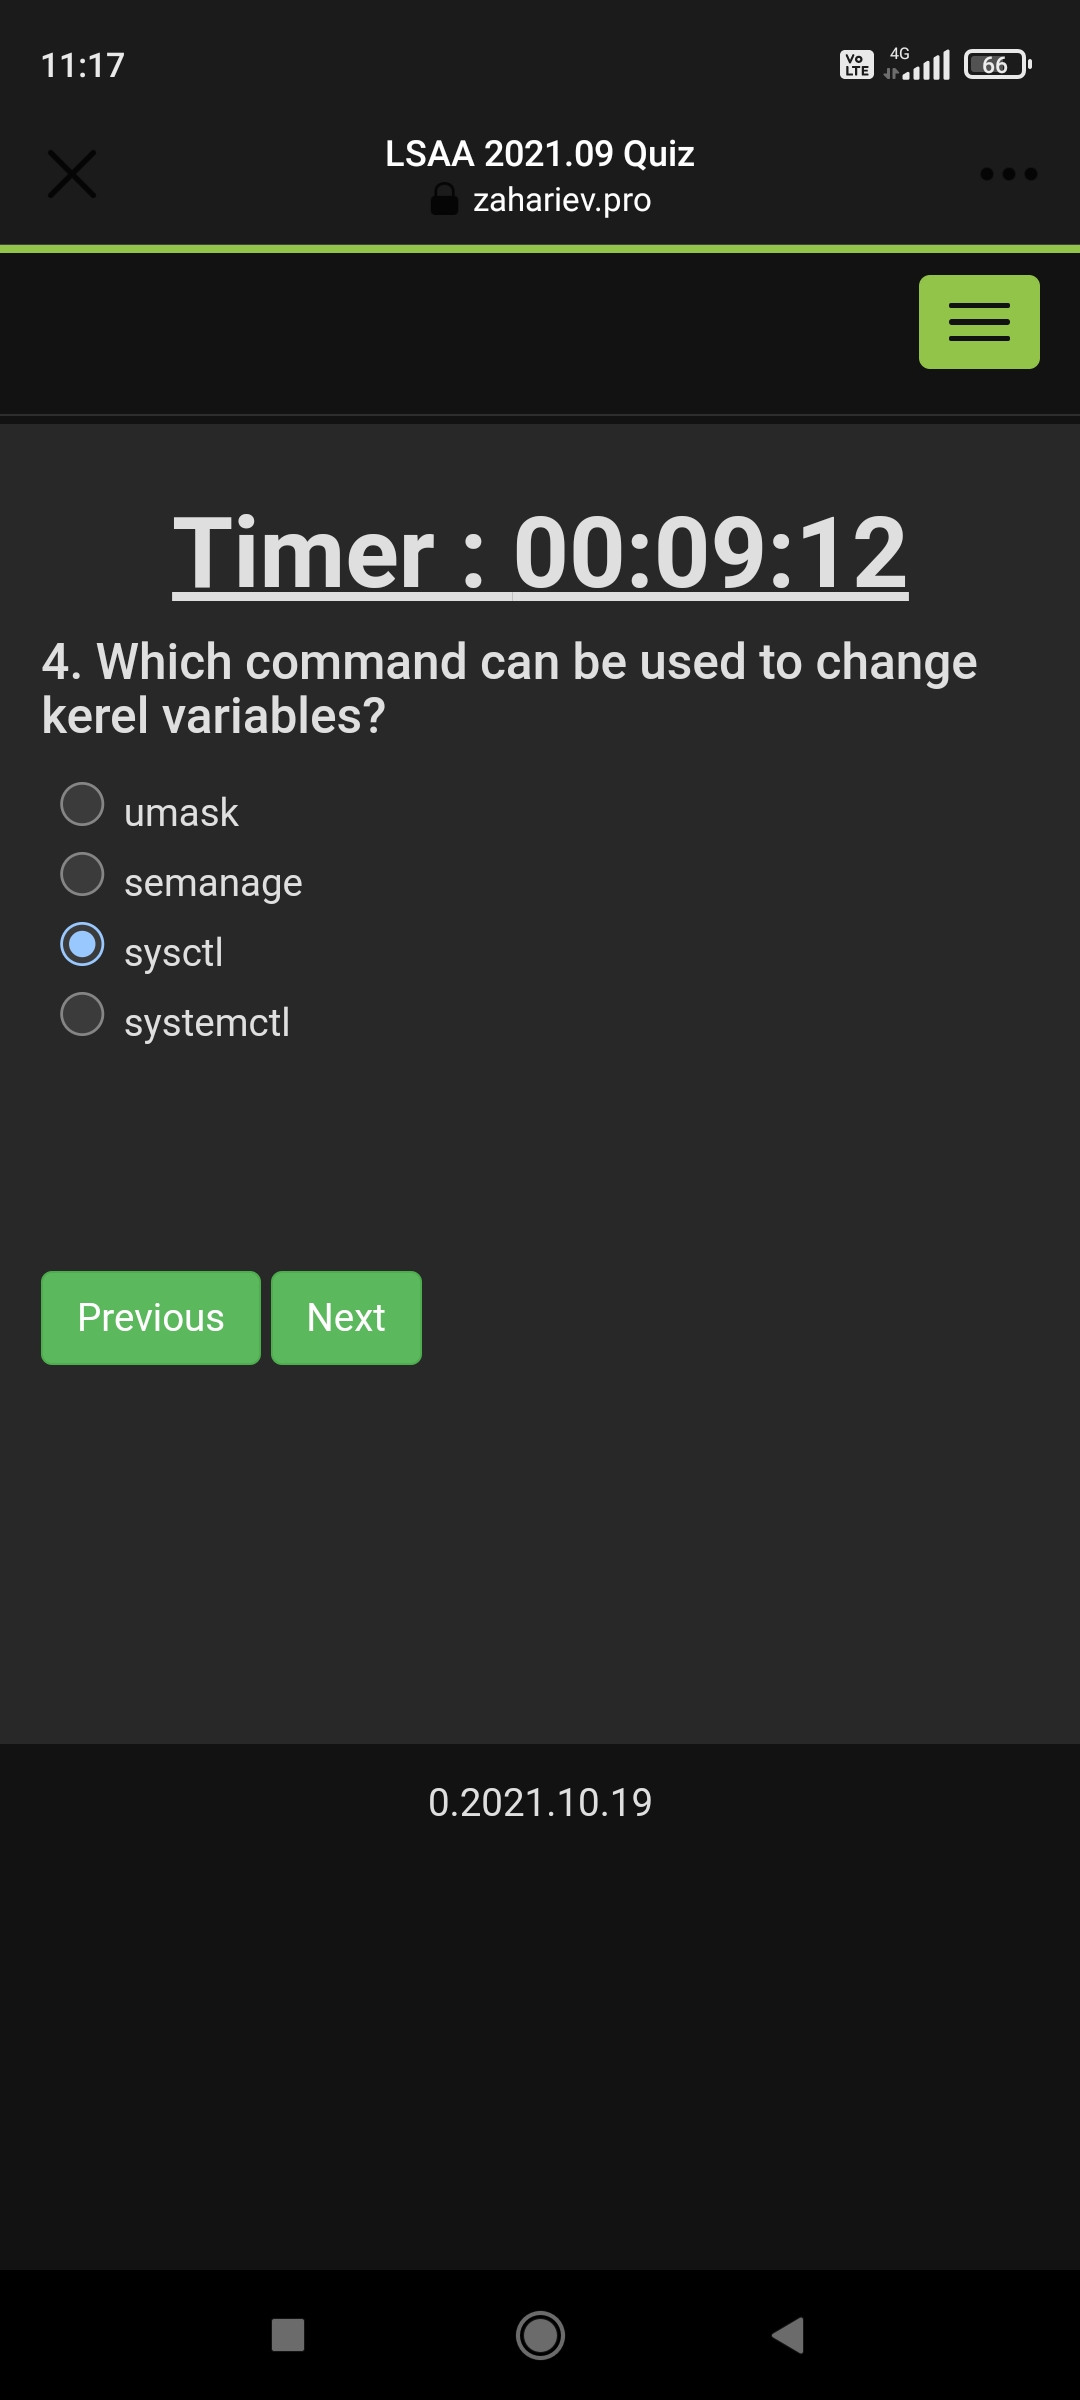 11:17
Vo LTE
4G
66
LSAA 2021.09 Quiz
zahariev.pro
Timer : 00:09:12
4. Which command can be used to change
kerel variables?
umask
semanage
sysctl
systemctl
Previous
Next
0.2021.10.19